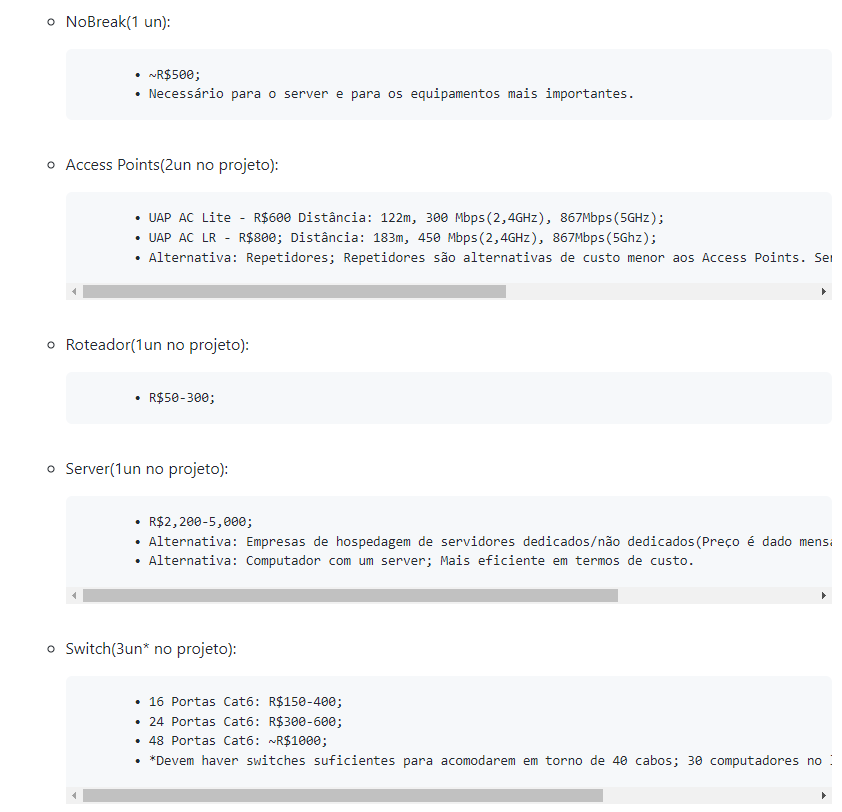 NoBreak(1 un):
• ~R$500;
• Necessário para o server e para os equipamentos mais importantes.
Access Points(2un no projeto):
• UAP AC Lite - R$600 Distância: 122m, 300 Mbps(2,4GHz), 867Mbps(5GHz);
• UAP AC LR - R$800; Distância: 183m, 450 Mbps(2,4GHz), 867Mbps(5Ghz);
• Alternativa: Repetidores; Repetidores são alternativas de custo menor aos Access Points.
Roteador(1un no projeto):
• R$50-300;
Server(1un no projeto):
• R$2,200-5,000;
• Alternativa: Empresas de hospedagem de servidores dedicados/não dedicados(Preço é dado
• Alternativa: Computador com um server; Mais eficiente em termos de custo.
Switch(3un* no projeto):
• 16 Portas Cat6: R$150-400;
• 24 Portas Cat6: R$300-600;
• 48 Portas Cat6: ~R$1000;
• *Devem haver switches suficientes para acomodarem em torno de 40 cabos; 30 computadores no